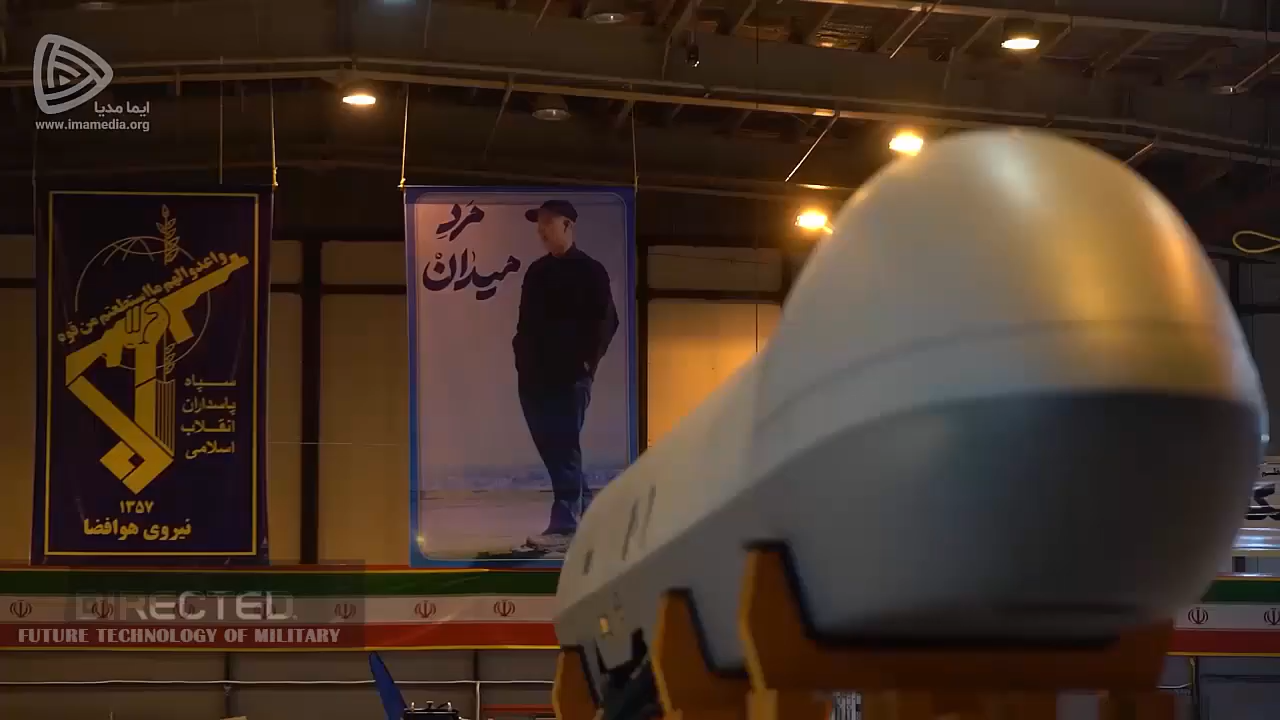 ایما مدیا
www.imamedia.org
واعدوا لهم ما استطعتم من قوة
سپاه
پاسداران
انقلاب
اسلامی
۱۳۵۷
نیروی هوافضا
مرد
میدان
DIRECTED
FUTURE TECHNOLOGY OF MILITARY